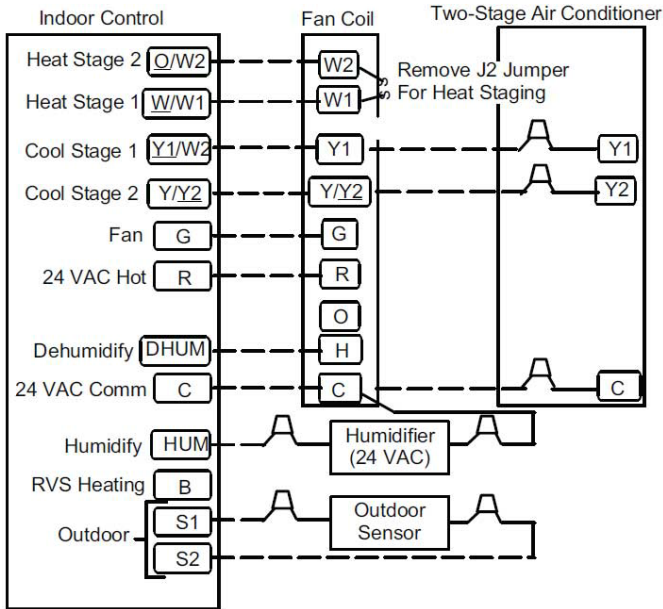 Indoor Control
Fan Coil
Two-Stage Air Conditioner
Heat Stage 2 O/W2
W2
Remove J2 Jumper
For Heat Staging
Heat Stage 1 W/W1
W1
Cool Stage 1 Y1/W2
Y1
Y1
Cool Stage 2 Y/Y2
Y/Y2
Y2
Fan G
G
24 VAC Hot R
R
O
Dehumidify DHUM
H
24 VAC Comm C
C
C
Humidify HUM
Humidifier
(24 VAC)
RVS Heating B
Outdoor
S1
S2
Outdoor
Sensor